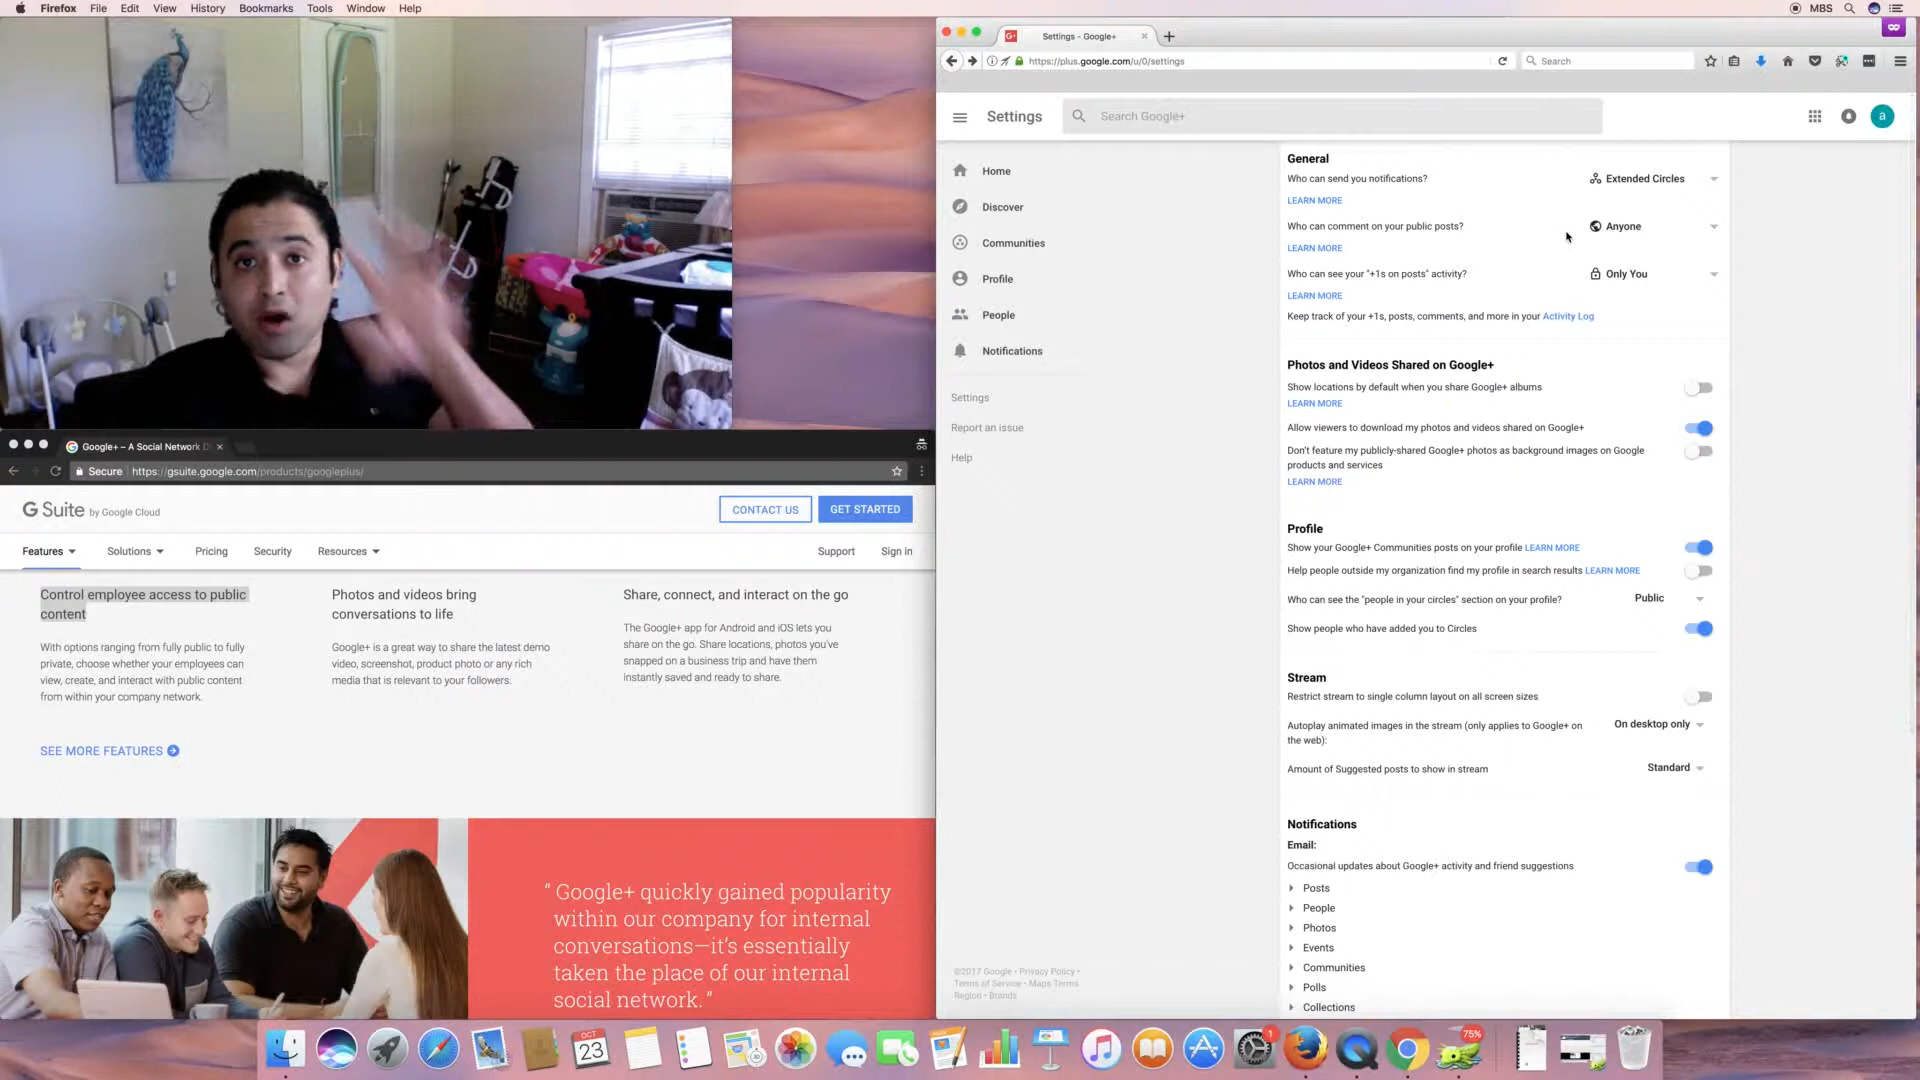 Firefox File Edit View History Bookmarks Tools Window Help
MBS
Settings - Google+
https://plus.google.com/u/0/settings
Search
Settings
Search Google+
a
Home
Discover
Communities
Profile
People
Notifications
Settings
Report an issue
Help
©2017 Google • Privacy Policy •
Terms of Service • Maps Terms
Region • Brands
General
Who can send you notifications?
Extended Circles
LEARN MORE
Who can comment on your public posts?
Anyone
LEARN MORE
Who can see your "+1s on posts" activity?
Only You
LEARN MORE
Keep track of your +1s, posts, comments, and more in your Activity Log
Photos and Videos Shared on Google+
Show locations by default when you share Google+ albums
LEARN MORE
Allow viewers to download my photos and videos shared on Google+
Don't feature my publicly-shared Google+ photos as background images on Google
products and services
LEARN MORE
Profile
Show your Google+ Communities posts on your profile LEARN MORE
Help people outside my organization find my profile in search results LEARN MORE
Who can see the "people in your circles" section on your profile?
Public
Show people who have added you to Circles
Stream
Restrict stream to single column layout on all screen sizes
Autoplay animated images in the stream (only applies to Google+ on
the web):
On desktop only
Amount of Suggested posts to show in stream
Standard
Notifications
Email:
Occasional updates about Google+ activity and friend suggestions
Posts
People
Photos
Events
Communities
Polls
Collections
Google+ – A Social Network D
Secure https://gsuite.google.com/products/googleplus/
G Suite by Google Cloud
CONTACT US
GET STARTED
Features Solutions Pricing Security Resources
Support Sign in
Control employee access to public
content
With options ranging from fully public to fully
private, choose whether your employees can
view, create, and interact with public content
from within your company network.
Photos and videos bring
conversations to life
Google+ is a great way to share the latest demo
video, screenshot, product photo or any rich
media that is relevant to your followers.
Share, connect, and interact on the go
The Google+ app for Android and iOS lets you
share on the go. Share locations, photos you've
snapped on a business trip and have them
instantly saved and ready to share.
SEE MORE FEATURES
" Google+ quickly gained popularity
within our company for internal
conversations—it's essentially
taken the place of our internal
social network. "
OCT
23
1
75%